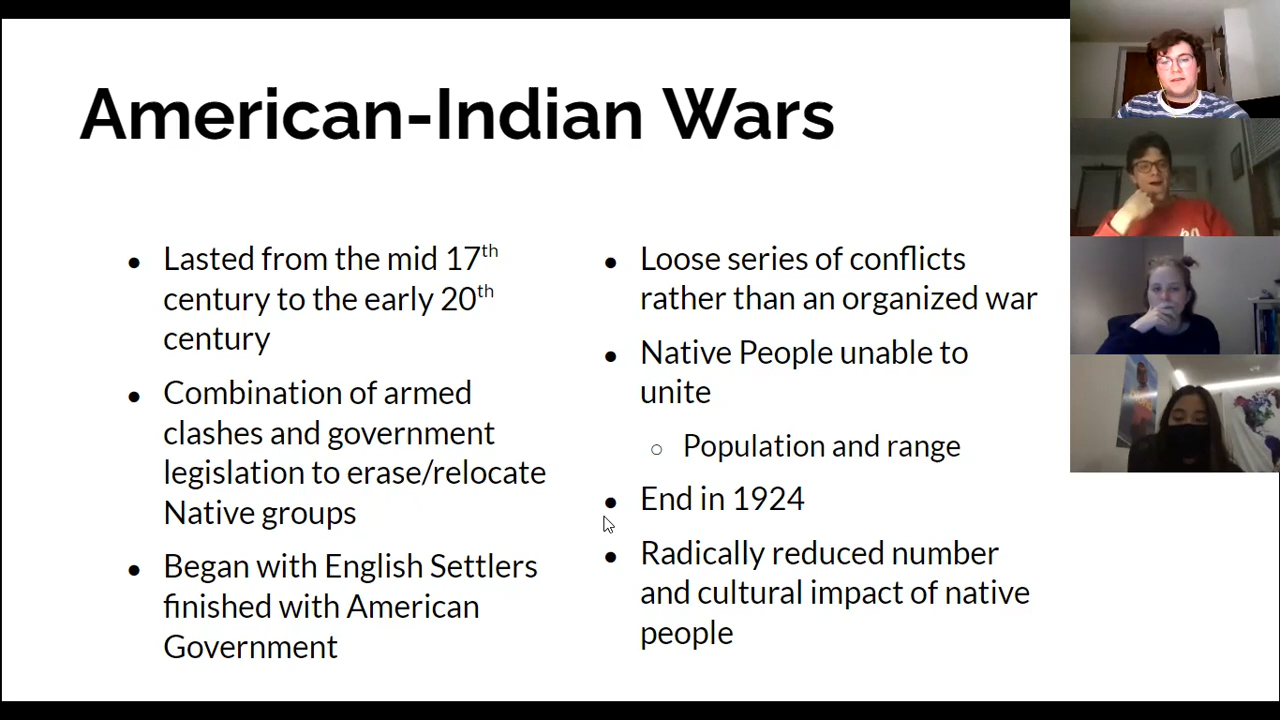 American-Indian Wars
• Lasted from the mid 17th
century to the early 20th
century
• Combination of armed
clashes and government
legislation to erase/relocate
Native groups
• Began with English Settlers
finished with American
Government
• Loose series of conflicts
rather than an organized war
• Native People unable to
unite
○ Population and range
• End in 1924
• Radically reduced number
and cultural impact of native
people